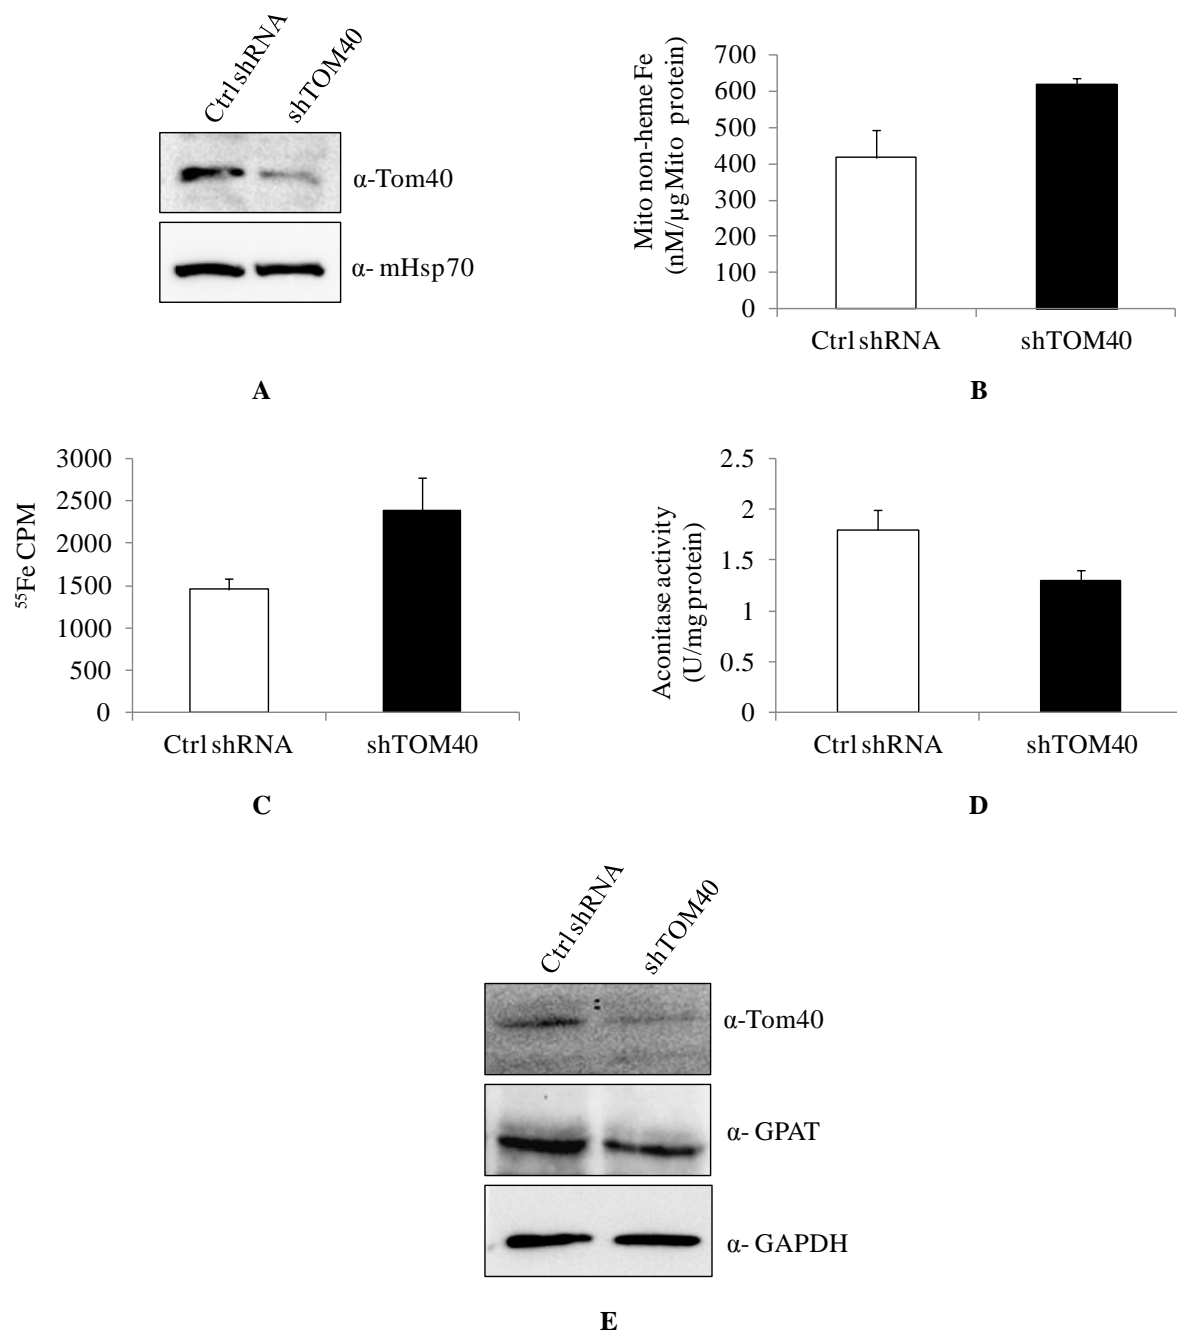 Ctrl shRNA
shTOM40
α-Tom40
α- mHsp70
A
Mito non-heme Fe
(nM/µg Mito protein)
700
600
500
400
300
200
100
0
Ctrl shRNA
shTOM40
B
⁵⁵Fe CPM
3000
2500
2000
1500
1000
500
0
Ctrl shRNA
shTOM40
C
Aconitase activity
(U/mg protein)
2.5
2
1.5
1
0.5
0
Ctrl shRNA
shTOM40
D
Ctrl shRNA
shTOM40
α-Tom40
α- GPAT
α- GAPDH
E